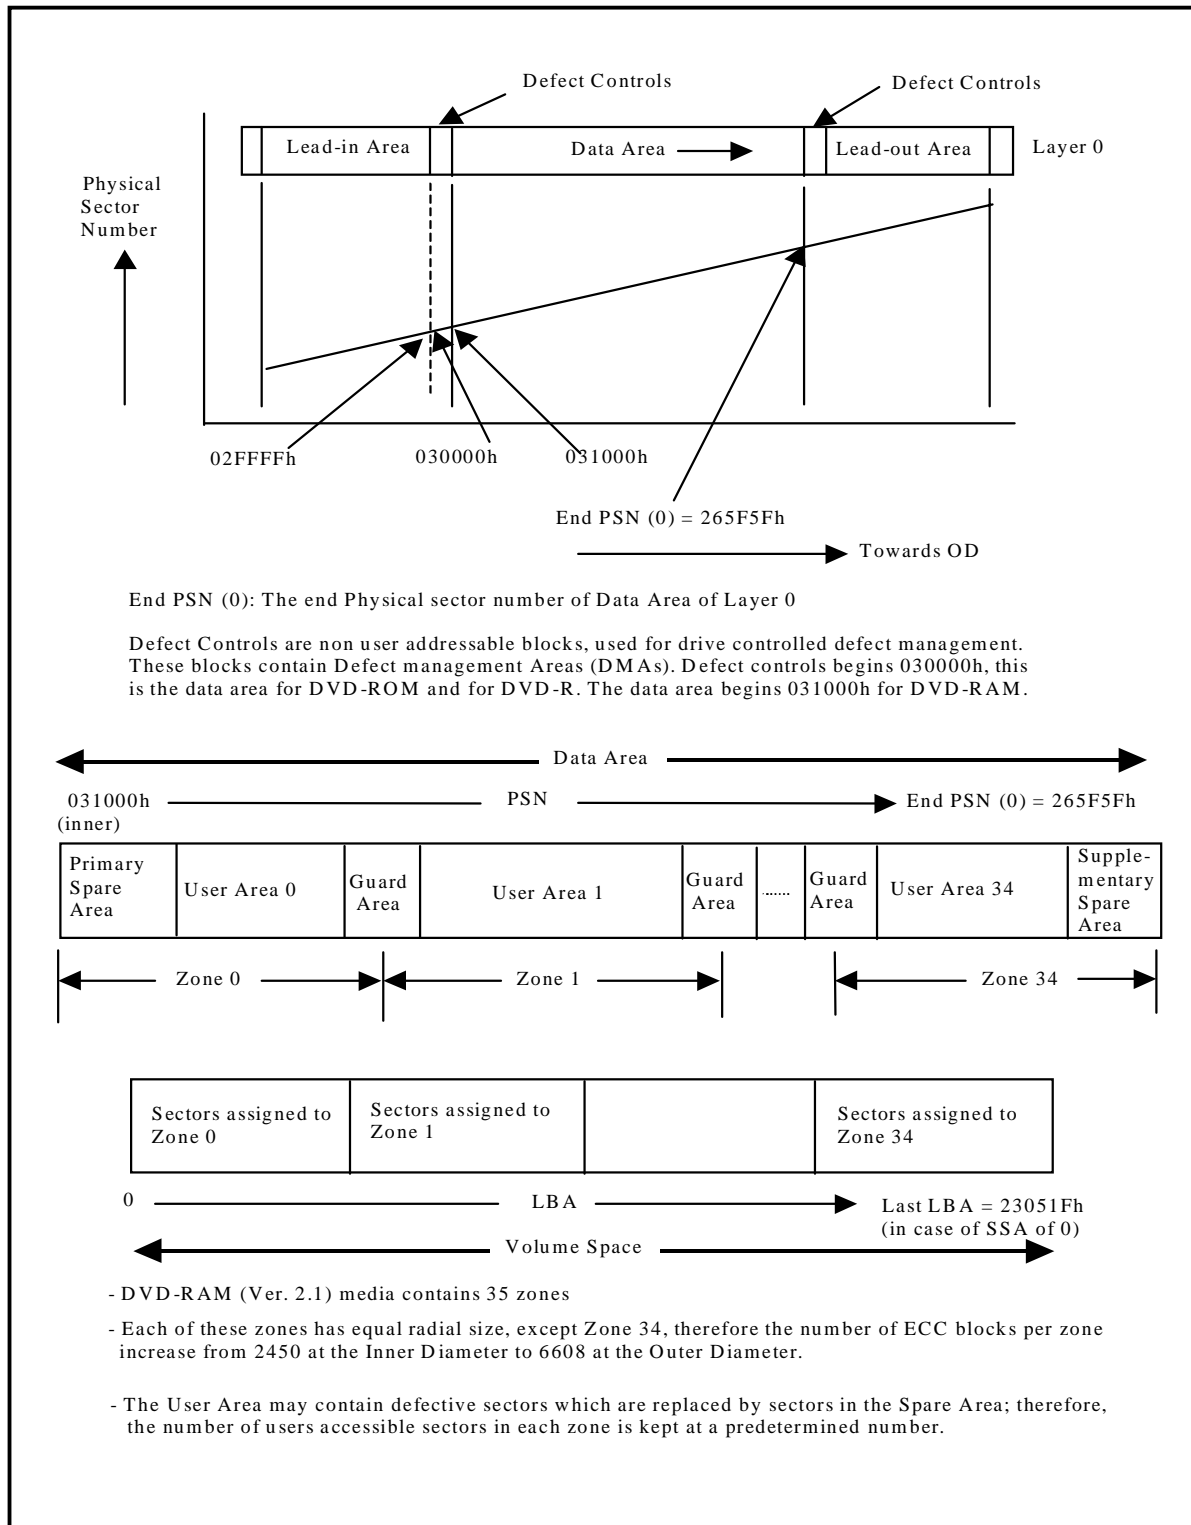 Defect Controls
Defect Controls
Lead-in Area
Data Area
Lead-out Area
Layer 0
Physical
Sector
Number
02FFFFh
030000h
031000h
End PSN (0) = 265F5Fh
Towards OD
End PSN (0): The end Physical sector number of Data Area of Layer 0
Defect Controls are non user addressable blocks, used for drive controlled defect management.
These blocks contain Defect management Areas (DMAs). Defect controls begins 030000h, this
is the data area for DVD-ROM and for DVD-R. The data area begins 031000h for DVD-RAM.
Data Area
031000h
(inner)
PSN
End PSN (0) = 265F5Fh
Primary
Spare
Area
User Area 0
Guard
Area
User Area 1
Guard
Area
......
Guard
Area
User Area 34
Supple-
mentary
Spare
Area
Zone 0
Zone 1
Zone 34
Sectors assigned to
Zone 0
Sectors assigned to
Zone 1
Sectors assigned to
Zone 34
0
LBA
Last LBA = 23051Fh
(in case of SSA of 0)
Volume Space
- DVD-RAM (Ver. 2.1) media contains 35 zones
- Each of these zones has equal radial size, except Zone 34, therefore the number of ECC blocks per zone
increase from 2450 at the Inner Diameter to 6608 at the Outer Diameter.
- The User Area may contain defective sectors which are replaced by sectors in the Spare Area; therefore,
the number of users accessible sectors in each zone is kept at a predetermined number.